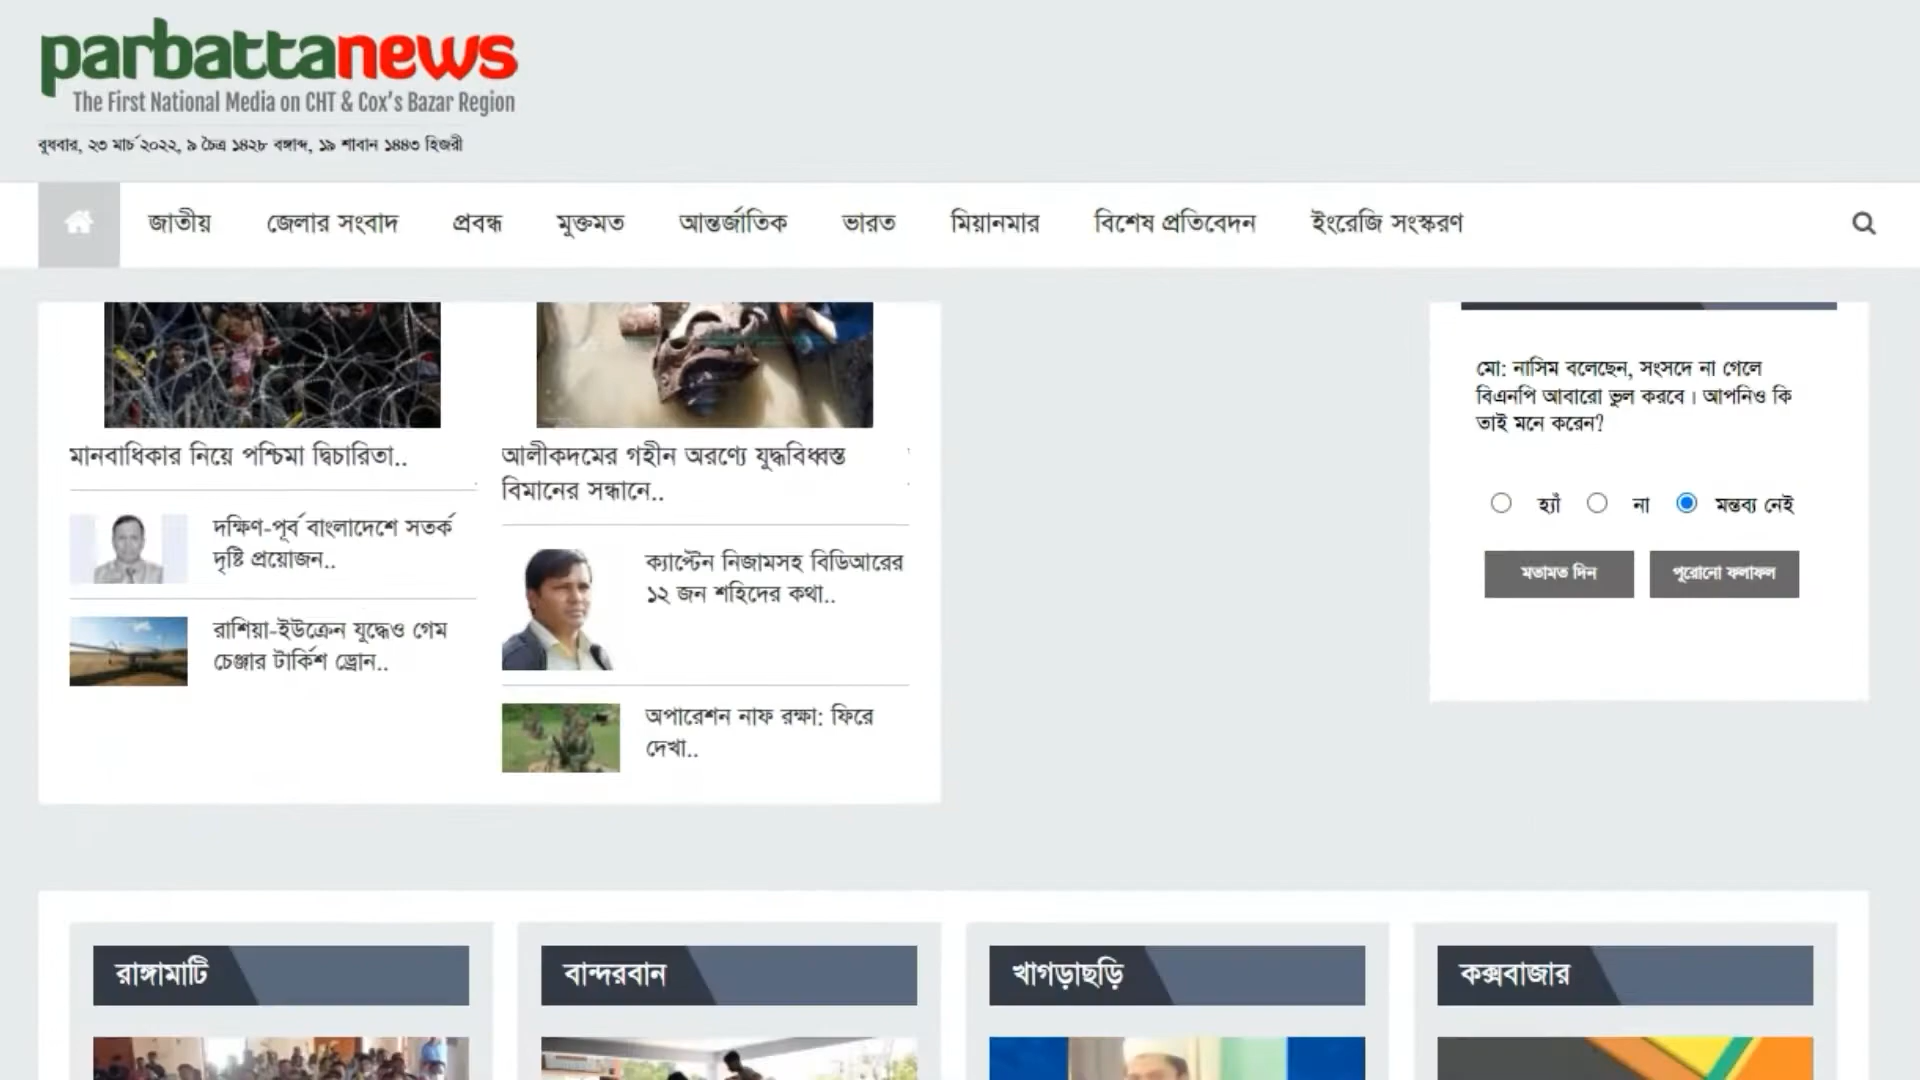 parbattanews
The First National Media on CHT & Cox's Bazar Region
বুধবার, ২৩ মার্চ ২০২২, ৯ চৈত্র ১৪২৮ বঙ্গাব্দ, ১৯ শাবান ১৪৪৩ হিজরী
জাতীয় জেলার সংবাদ প্রবন্ধ মুক্তমত আন্তর্জাতিক ভারত মিয়ানমার বিশেষ প্রতিবেদন ইংরেজি সংস্করণ
মানবাধিকার নিয়ে পশ্চিমা দ্বিচারিতা..
দক্ষিণ-পূর্ব বাংলাদেশে সতর্ক
দৃষ্টি প্রয়োজন..
রাশিয়া-ইউক্রেন যুদ্ধেও গেম
চেঞ্জার টার্কিশ ড্রোন..
আলীকদমের গহীন অরণ্যে যুদ্ধবিধ্বস্ত
বিমানের সন্ধানে..
ক্যাপ্টেন নিজামসহ বিডিআরের
১২ জন শহিদের কথা..
অপারেশন নাফ রক্ষা: ফিরে
দেখা..
মো: নাসিম বলেছেন, সংসদে না গেলে
বিএনপি আবারো ভুল করবে। আপনিও কি
তাই মনে করেন?
হ্যাঁ না মন্তব্য নেই
মতামত দিন পুরোনো ফলাফল
রাঙ্গামাটি বান্দরবান খাগড়াছড়ি কক্সবাজার